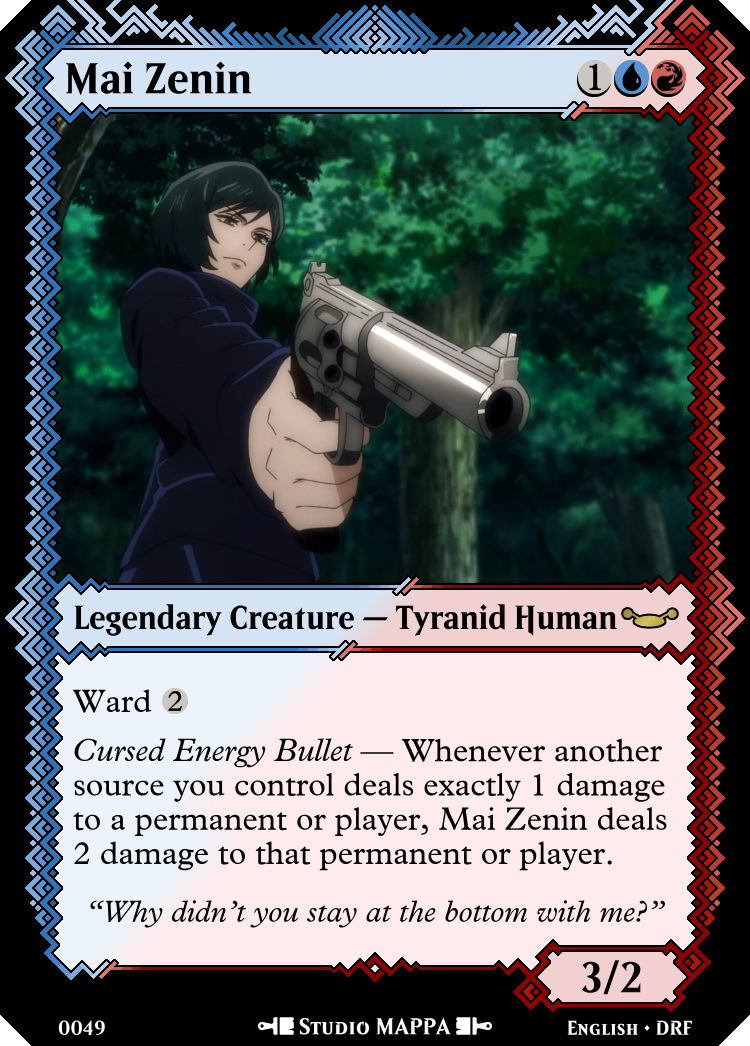 Mai Zenin 1
Legendary Creature — Tyranid Human
Ward 2
Cursed Energy Bullet — Whenever another
source you control deals exactly 1 damage
to a permanent or player, Mai Zenin deals
2 damage to that permanent or player.
“Why didn’t you stay at the bottom with me?”
3/2
0049 Studio MAPPA English • DRF